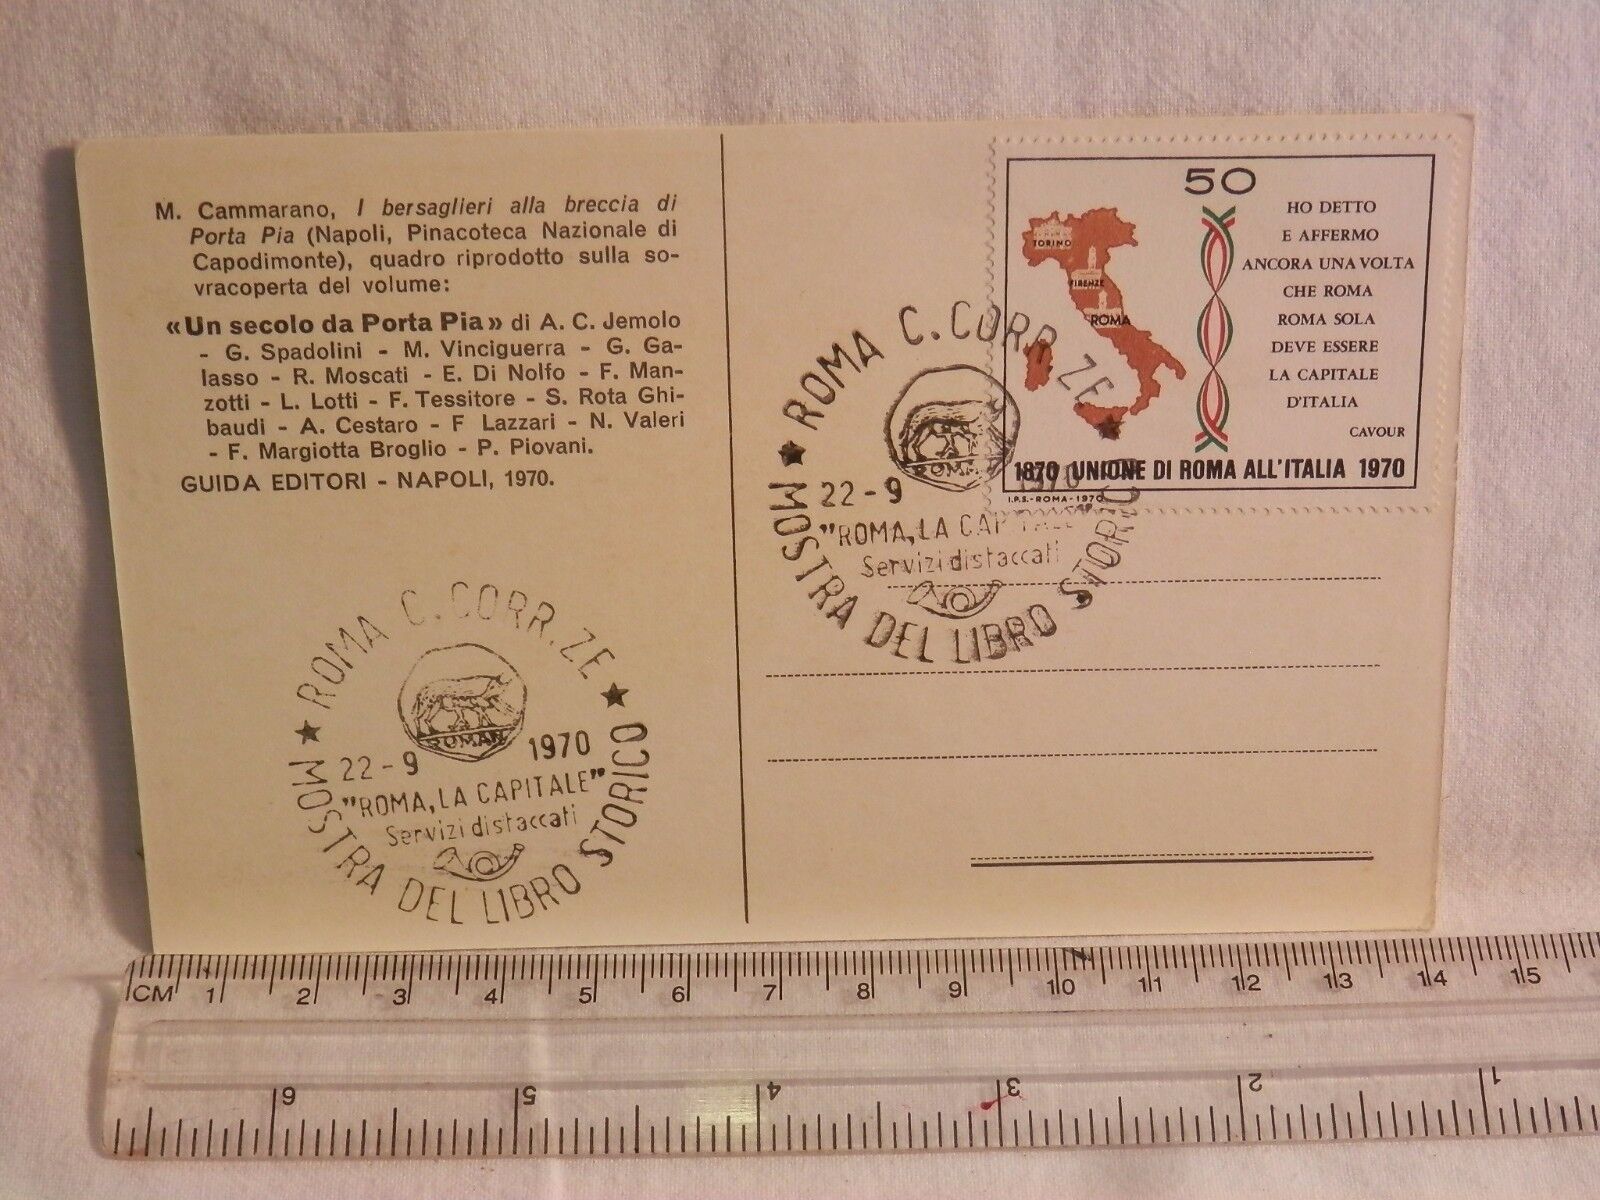 M. Cammarano, I bersaglieri alla breccia di
Porta Pia (Napoli, Pinacoteca Nazionale di
Capodimonte), quadro riprodotto sulla so-
vracoperta del volume:
«Un secolo da Porta Pia» di A. C. Jemolo
- G. Spadolini - M. Vinciguerra - G. Ga-
lasso - R. Moscati - E. Di Nolfo - F. Man-
zotti - L. Lotti - F. Tessitore - S. Rota Ghi-
baudi - A. Cestaro - F Lazzari - N. Valeri
- F. Margiotta Broglio - P. Piovani.
GUIDA EDITORI - NAPOLI, 1970.
ROMA C. CORR. ZE
ROMAN
22-9 1970
"ROMA, LA CAPITALE"
Servizi distaccati
MOSTRA DEL LIBRO STORICO
50
TORINO
FIRENZE
ROMA
HO DETTO
E AFFERMO
ANCORA UNA VOLTA
CHE ROMA
ROMA SOLA
DEVE ESSERE
LA CAPITALE
D'ITALIA
CAVOUR
1870 UNIONE DI ROMA ALL'ITALIA 1970
I.P.S.-ROMA-1970
ROMA C. CORR. ZE
ROMA
22-9 1970
"ROMA, LA CAPITALE
Servizi distaccati
MOSTRA DEL LIBRO STORICO
CM 1 2 3 4 5 6 7 8 9 10 11 12 13 14 15
6 5 4 3 2 1